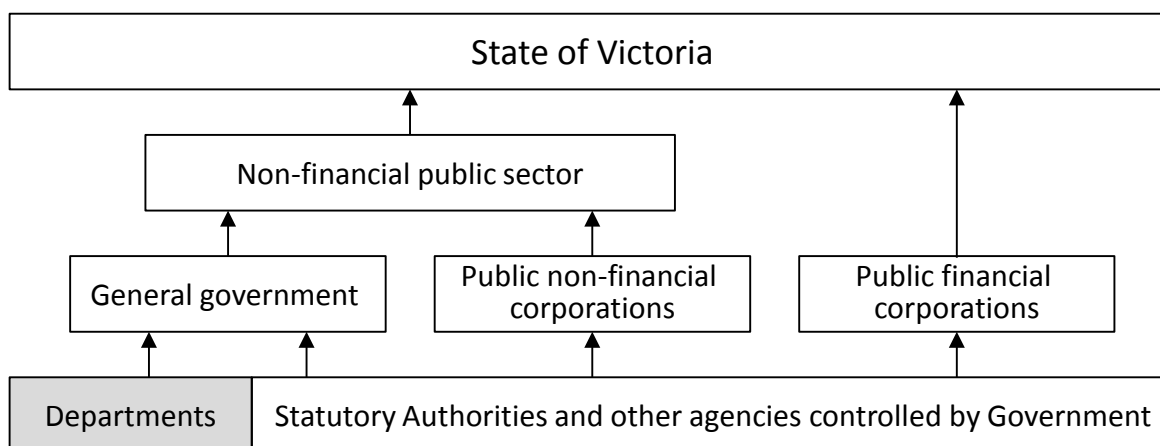 State of Victoria
Non-financial public sector
General government
Public non-financial
corporations
Public financial
corporations
Departments
Statutory Authorities and other agencies controlled by Government